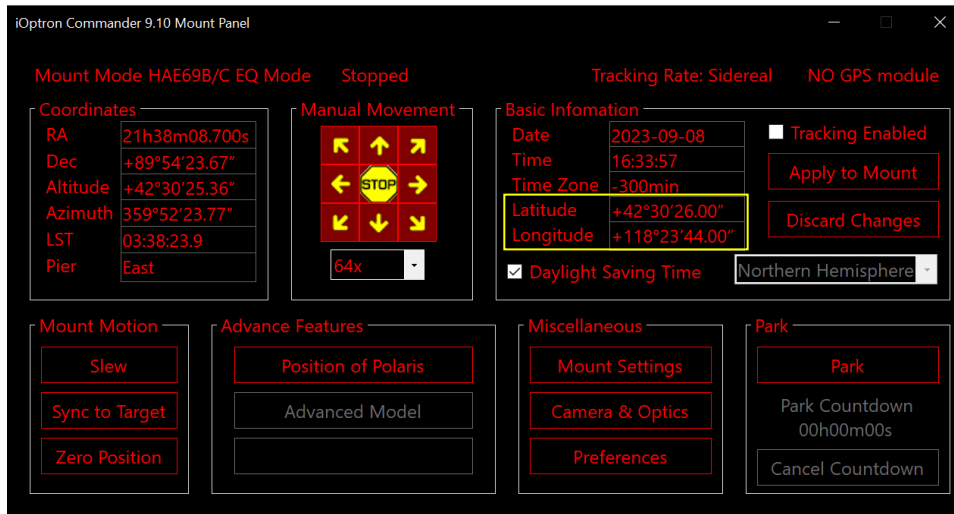 iOptron Commander 9.10 Mount Panel
Mount Mode HAE69B/C EQ Mode Stopped Tracking Rate: Sidereal NO GPS module
Coordinates
RA 21h38m08.700s
Dec +89°54′23.67″
Altitude +42°30′25.36″
Azimuth 359°52′23.77″
LST 03:38:23.9
Pier East
Manual Movement
STOP
64x
Basic Infomation
Date 2023-09-08
Time 16:33:57
Time Zone -300min
Latitude +42°30′26.00″
Longitude +118°23′44.00″
Daylight Saving Time
Tracking Enabled
Apply to Mount
Discard Changes
Northern Hemisphere
Mount Motion
Slew
Sync to Target
Zero Position
Advance Features
Position of Polaris
Advanced Model
Miscellaneous
Mount Settings
Camera & Optics
Preferences
Park
Park
Park Countdown
00h00m00s
Cancel Countdown